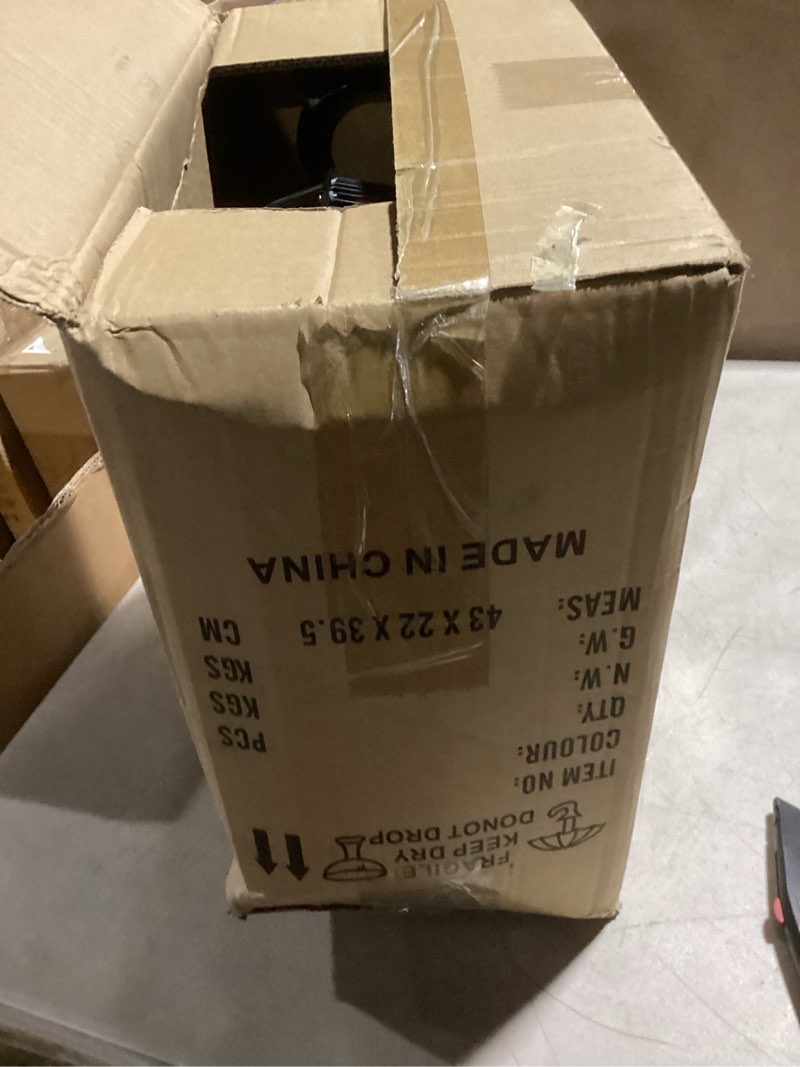 FRAGILE
KEEP DRY
DONOT DROP
ITEM NO:
COLOUR:
QTY: PCS
N.W: KGS
G.W: KGS
MEAS: 43 X 22 X 39.5 CM
MADE IN CHINA